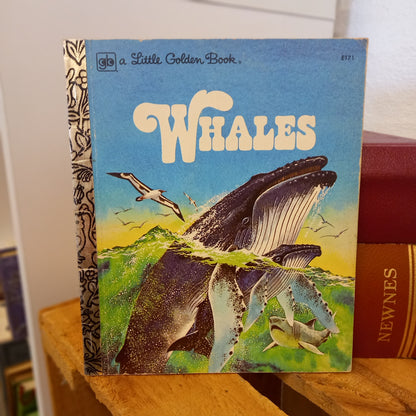 gb a Little Golden Book®
8121
WHALES
NEWNES